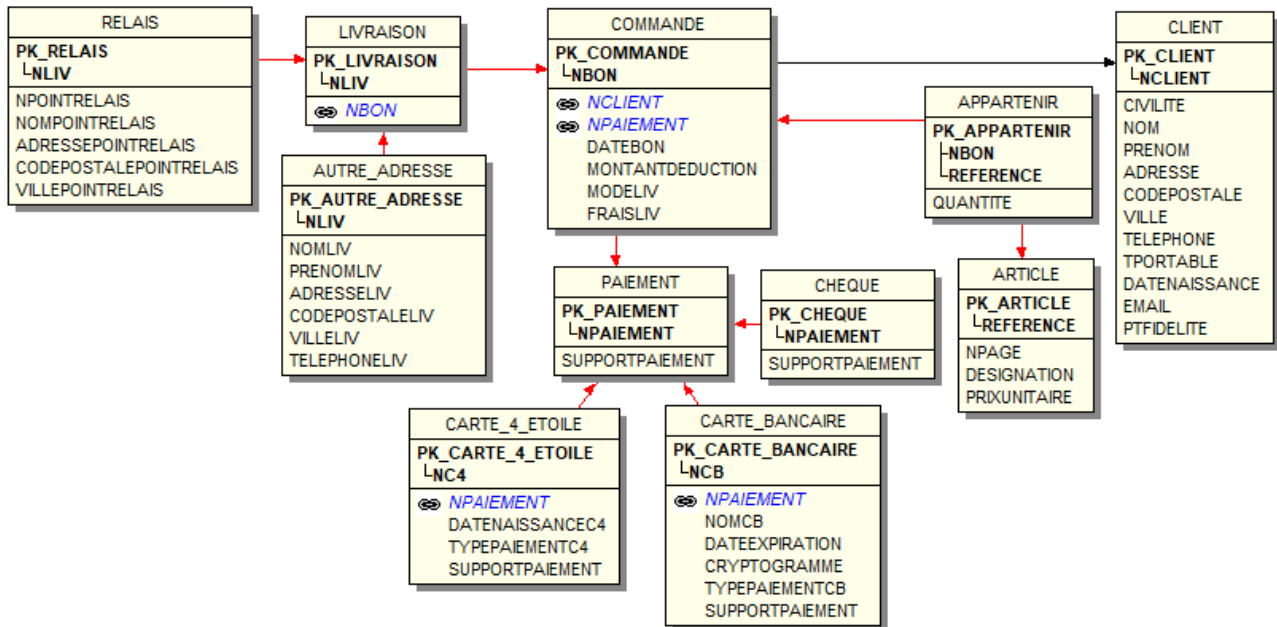 RELAIS
PK_RELAIS
NLIV
NPOINTRELAIS
NOMPOINTRELAIS
ADRESSEPOINTRELAIS
CODEPOSTALEPOINTRELAIS
VILLEPOINTRELAIS
LIVRAISON
PK_LIVRAISON
NLIV
NBON
AUTRE_ADRESSE
PK_AUTRE_ADRESSE
NLIV
NOMLIV
PRENOMLIV
ADRESSELIV
CODEPOSTALELIV
VILLELIV
TELEPHONELIV
COMMANDE
PK_COMMANDE
NBON
NCLIENT
NPAIEMENT
DATEBON
MONTANTDEDUCTION
MODELIV
FRAISLIV
CLIENT
PK_CLIENT
NCLIENT
CIVILITE
NOM
PRENOM
ADRESSE
CODEPOSTALE
VILLE
TELEPHONE
TPORTABLE
DATENAISSANCE
EMAIL
PTFIDELITE
APPARTENIR
PK_APPARTENIR
NBON
REFERENCE
QUANTITE
PAIEMENT
PK_PAIEMENT
NPAIEMENT
SUPPORTPAIEMENT
CHEQUE
PK_CHEQUE
NPAIEMENT
SUPPORTPAIEMENT
ARTICLE
PK_ARTICLE
REFERENCE
NPAGE
DESIGNATION
PRIXUNITAIRE
CARTE_4_ETOILE
PK_CARTE_4_ETOILE
NC4
NPAIEMENT
DATENAISSANCEC4
TYPEPAIEMENTC4
SUPPORTPAIEMENT
CARTE_BANCAIRE
PK_CARTE_BANCAIRE
NCB
NPAIEMENT
NOMCB
DATEEXPIRATION
CRYPTOGRAMME
TYPEPAIEMENTCB
SUPPORTPAIEMENT